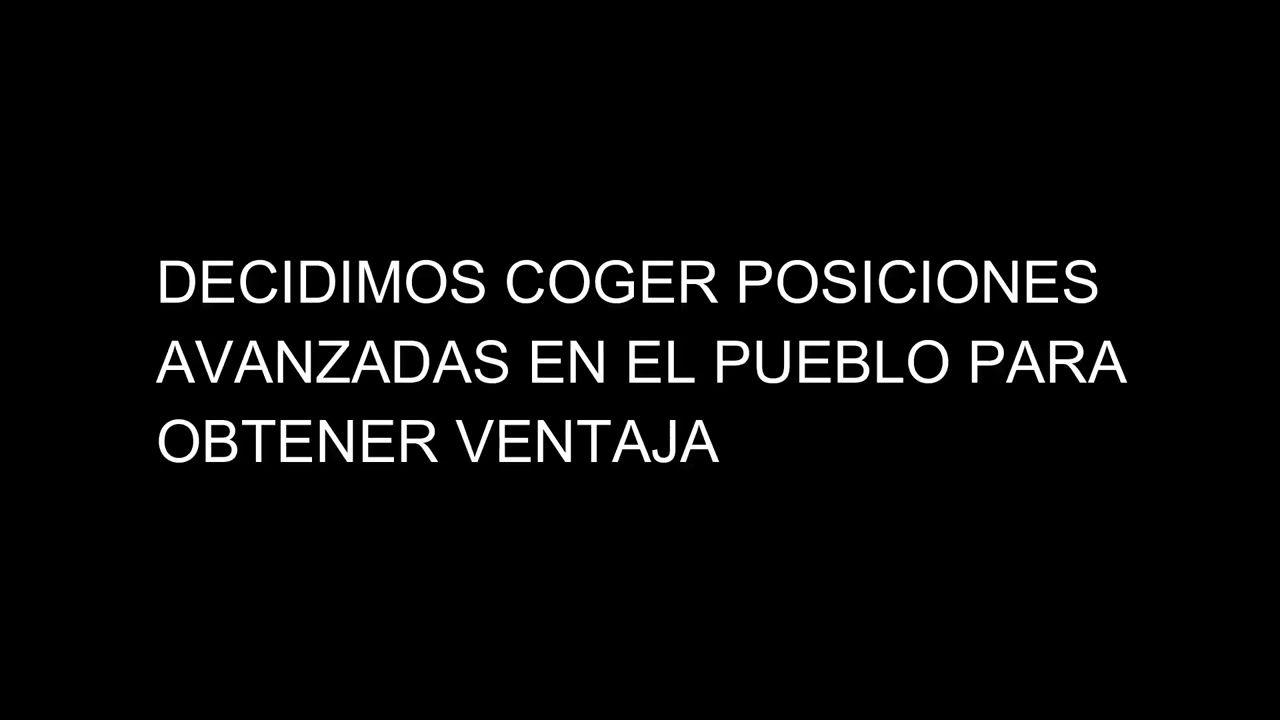 DECIDIMOS COGER POSICIONES
AVANZADAS EN EL PUEBLO PARA
OBTENER VENTAJA